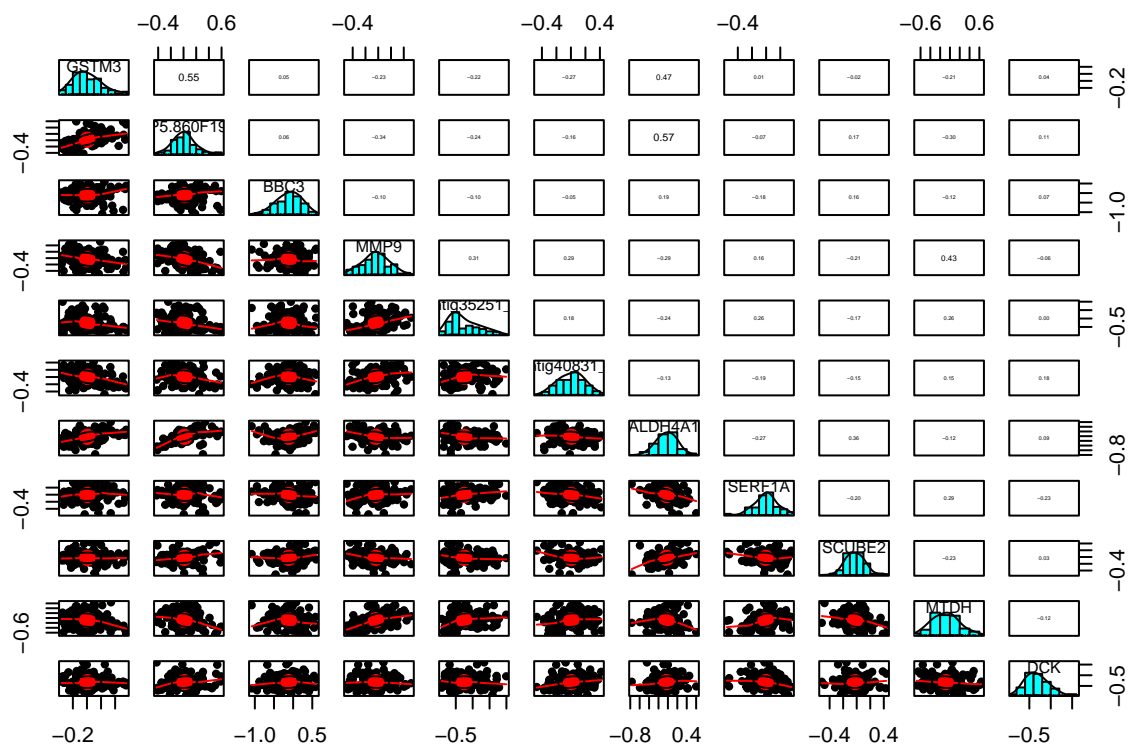 −0.4 0.6 −0.4 −0.4 0.4 −0.4 −0.6 0.6
GSTM3 0.55 0.05 −0.23 −0.22 −0.27 0.47 0.01 −0.02 −0.21 0.04 −0.2
−0.4 P5.860F19 0.06 −0.34 −0.24 −0.16 0.57 −0.07 0.17 −0.30 0.11
BBC3 −0.10 −0.10 −0.05 0.19 −0.18 0.16 −0.12 0.07 −1.0
−0.4 MMP9 0.31 0.29 −0.29 0.16 −0.21 0.43 −0.06
ntig35251_ 0.18 −0.24 0.26 −0.17 0.26 0.00 −0.5
−0.4 ntig40831_ −0.13 −0.19 −0.15 0.15 0.18
ALDH4A1 −0.27 0.36 −0.12 0.09 −0.8
−0.4 SERF1A −0.20 0.29 −0.23
SCUBE2 −0.23 0.03 −0.4
−0.6 MTDH −0.12
DCK −0.5
−0.2 −1.0 0.5 −0.5 −0.8 0.4 −0.4 0.4 −0.5